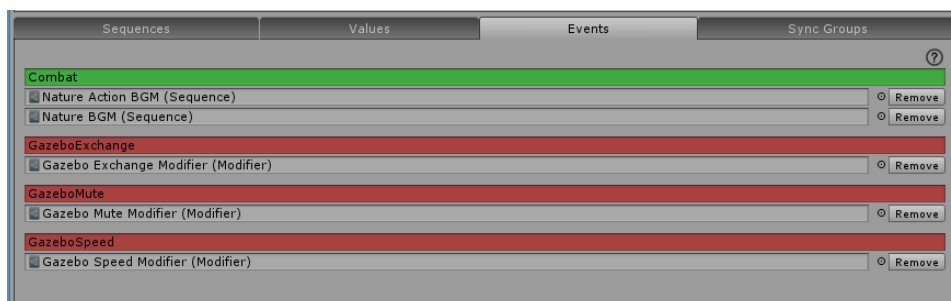 Sequences Values Events Sync Groups
?
Combat
Nature Action BGM (Sequence) Remove
Nature BGM (Sequence) Remove
GazeboExchange
Gazebo Exchange Modifier (Modifier) Remove
GazeboMute
Gazebo Mute Modifier (Modifier) Remove
GazeboSpeed
Gazebo Speed Modifier (Modifier) Remove